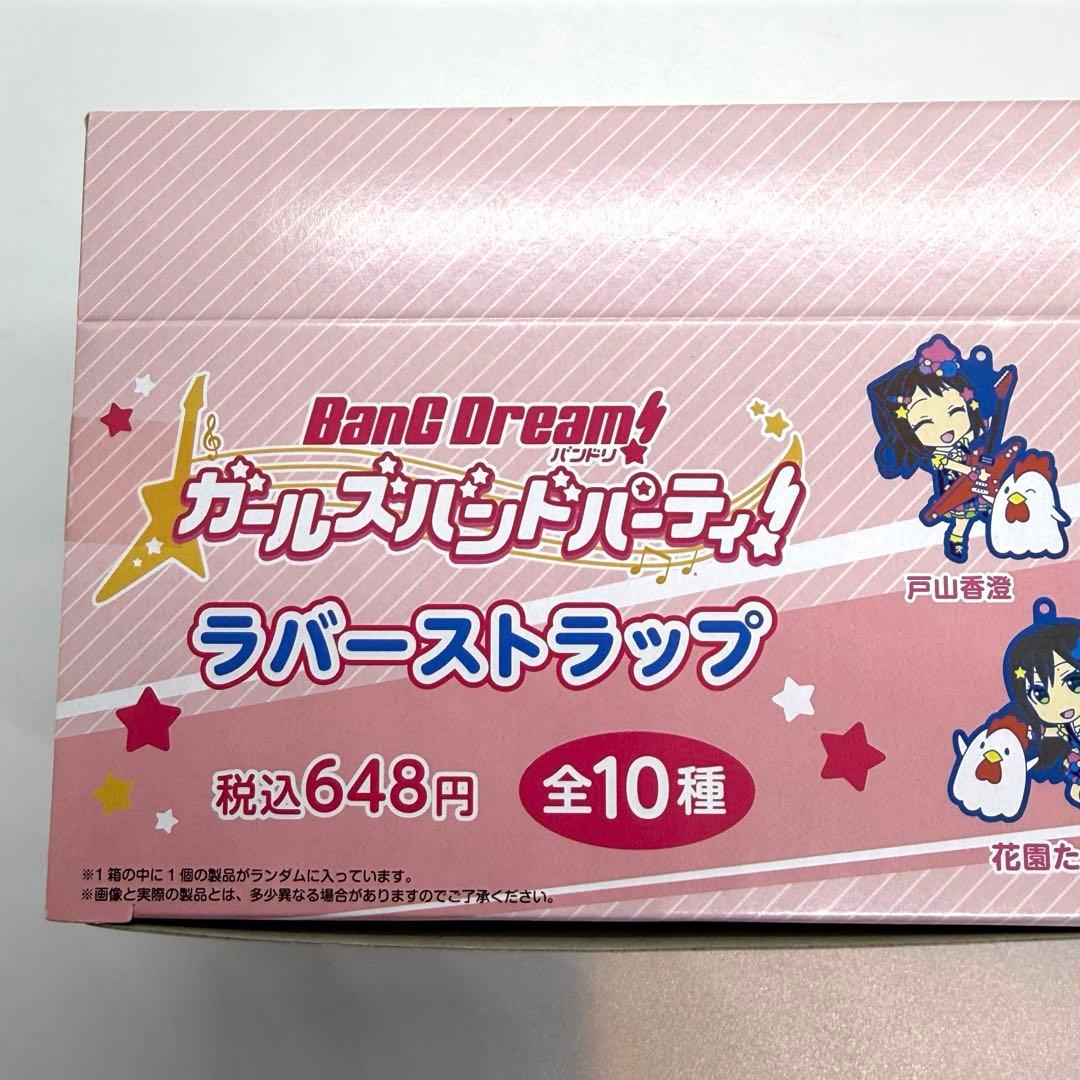 BanG Dream!
バンドリ
ガールズバンドパーティ!
ラバーストラップ
税込648円
全10種
※1箱の中に1個の製品がランダムに入っています。
※画像と実際の製品とは、多少異なる場合がありますのでご了承ください。
戸山香澄
花園た